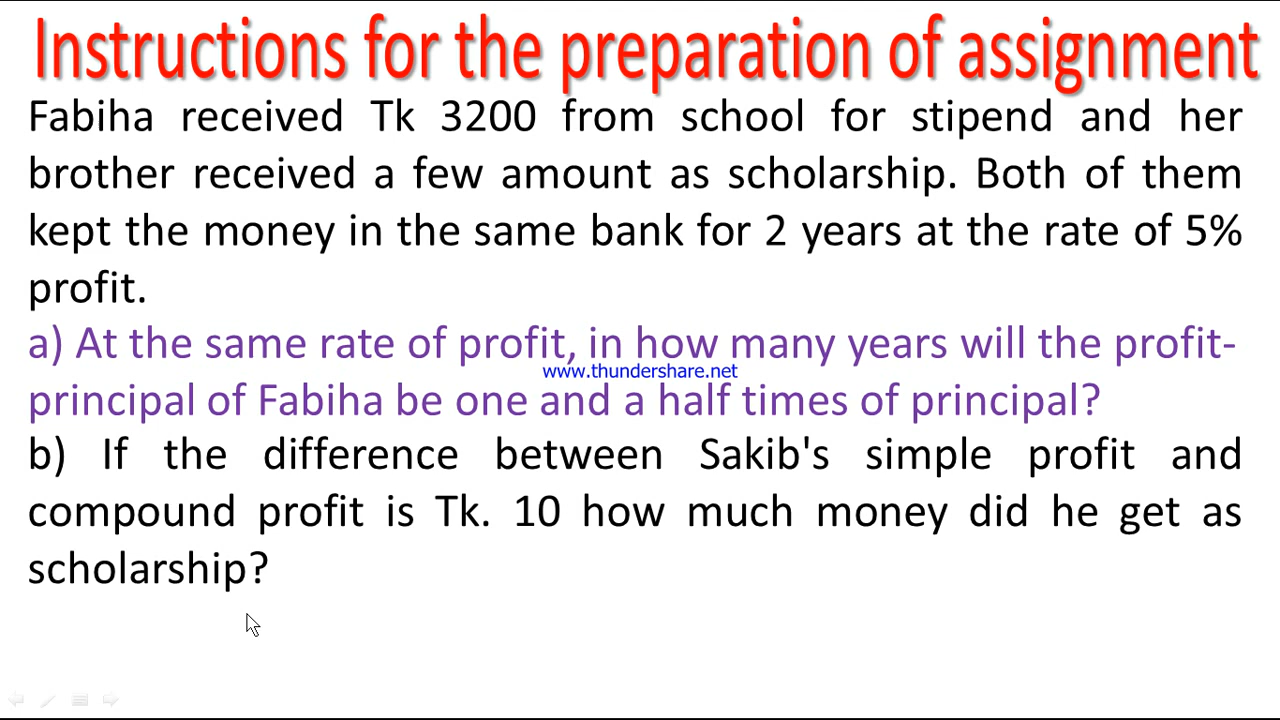 Instructions for the preparation of assignment
Fabiha received Tk 3200 from school for stipend and her
brother received a few amount as scholarship. Both of them
kept the money in the same bank for 2 years at the rate of 5%
profit.
a) At the same rate of profit, in how many years will the profit-
www.thundershare.net
principal of Fabiha be one and a half times of principal?
b) If the difference between Sakib's simple profit and
compound profit is Tk. 10 how much money did he get as
scholarship?